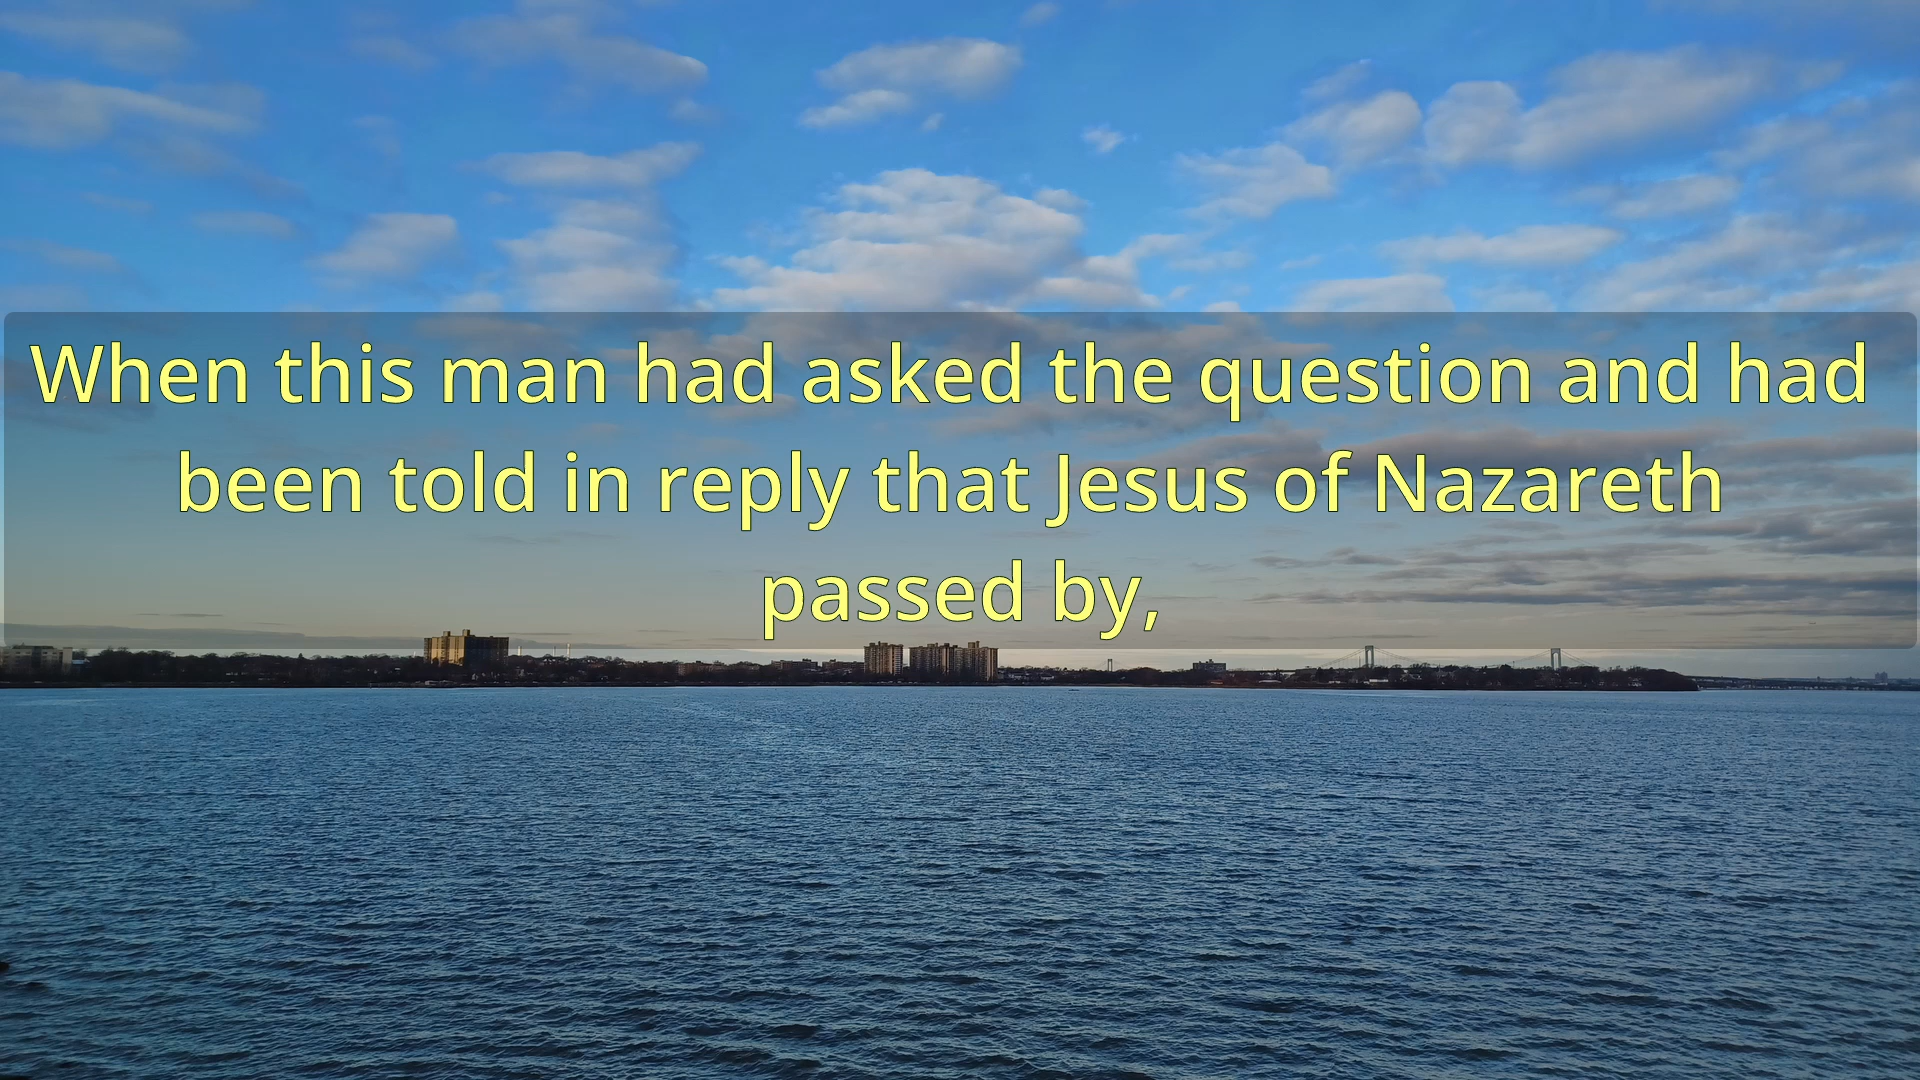 When this man had asked the question and had
been told in reply that Jesus of Nazareth
passed by,